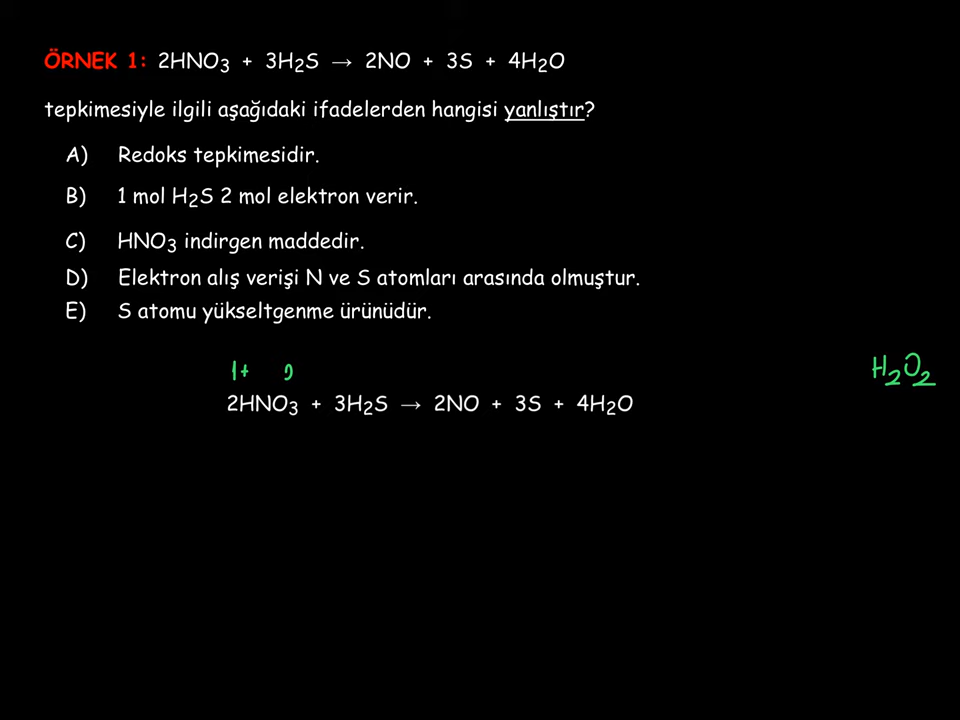 ÖRNEK 1: 2HNO3 + 3H2S → 2NO + 3S + 4H2O
tepkimesiyle ilgili aşağıdaki ifadelerden hangisi yanlıştır?
A) Redoks tepkimesidir.
B) 1 mol H2S 2 mol elektron verir.
C) HNO3 indirgen maddedir.
D) Elektron alış verişi N ve S atomları arasında olmuştur.
E) S atomu yükseltgenme ürünüdür.
1+
H2O2
2HNO3 + 3H2S → 2NO + 3S + 4H2O